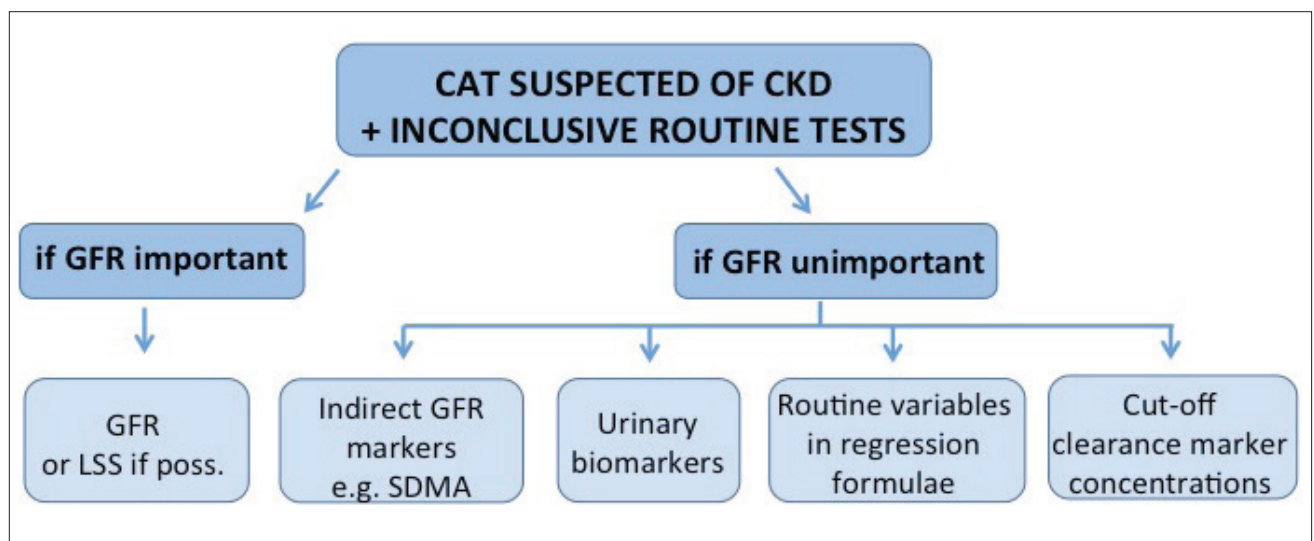 CAT SUSPECTED OF CKD
+ INCONCLUSIVE ROUTINE TESTS
if GFR important
if GFR unimportant
GFR
or LSS if poss.
Indirect GFR
markers
e.g. SDMA
Urinary
biomarkers
Routine variables
in regression
formulae
Cut-off
clearance marker
concentrations